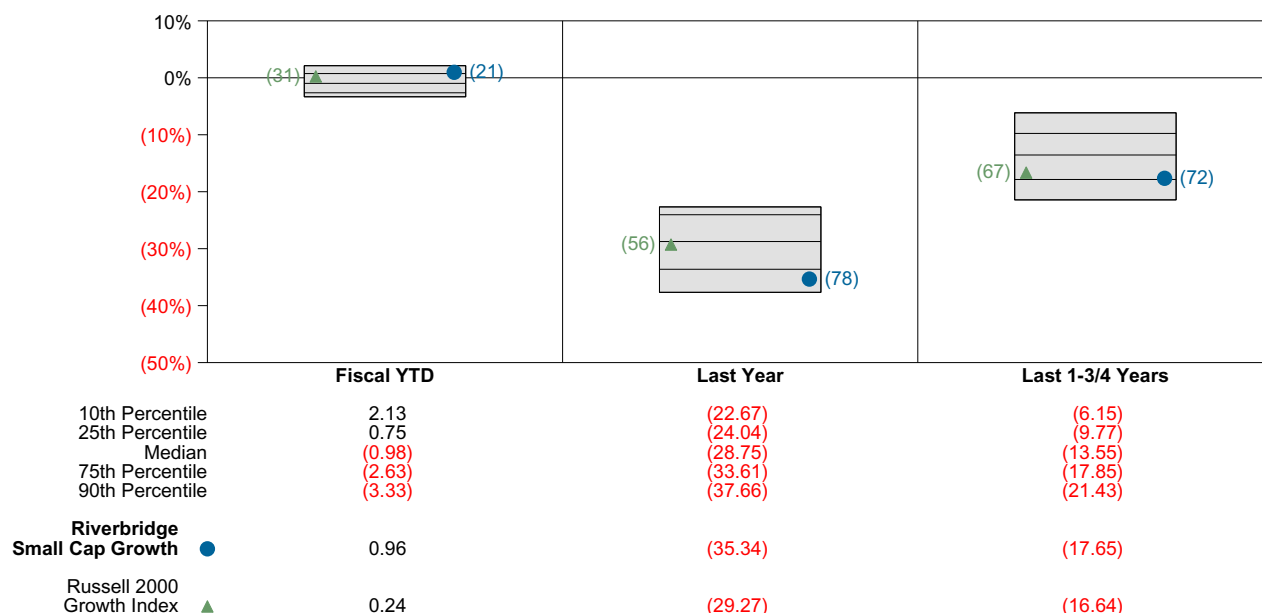 10%
0%
(10%)
(20%)
(30%)
(40%)
(50%)
(31) (21)
(56) (78)
(67) (72)
Fiscal YTD Last Year Last 1-3/4 Years
10th Percentile 2.13 (22.67) (6.15)
25th Percentile 0.75 (24.04) (9.77)
Median (0.98) (28.75) (13.55)
75th Percentile (2.63) (33.61) (17.85)
90th Percentile (3.33) (37.66) (21.43)
Riverbridge
Small Cap Growth 0.96 (35.34) (17.65)
Russell 2000
Growth Index 0.24 (29.27) (16.64)